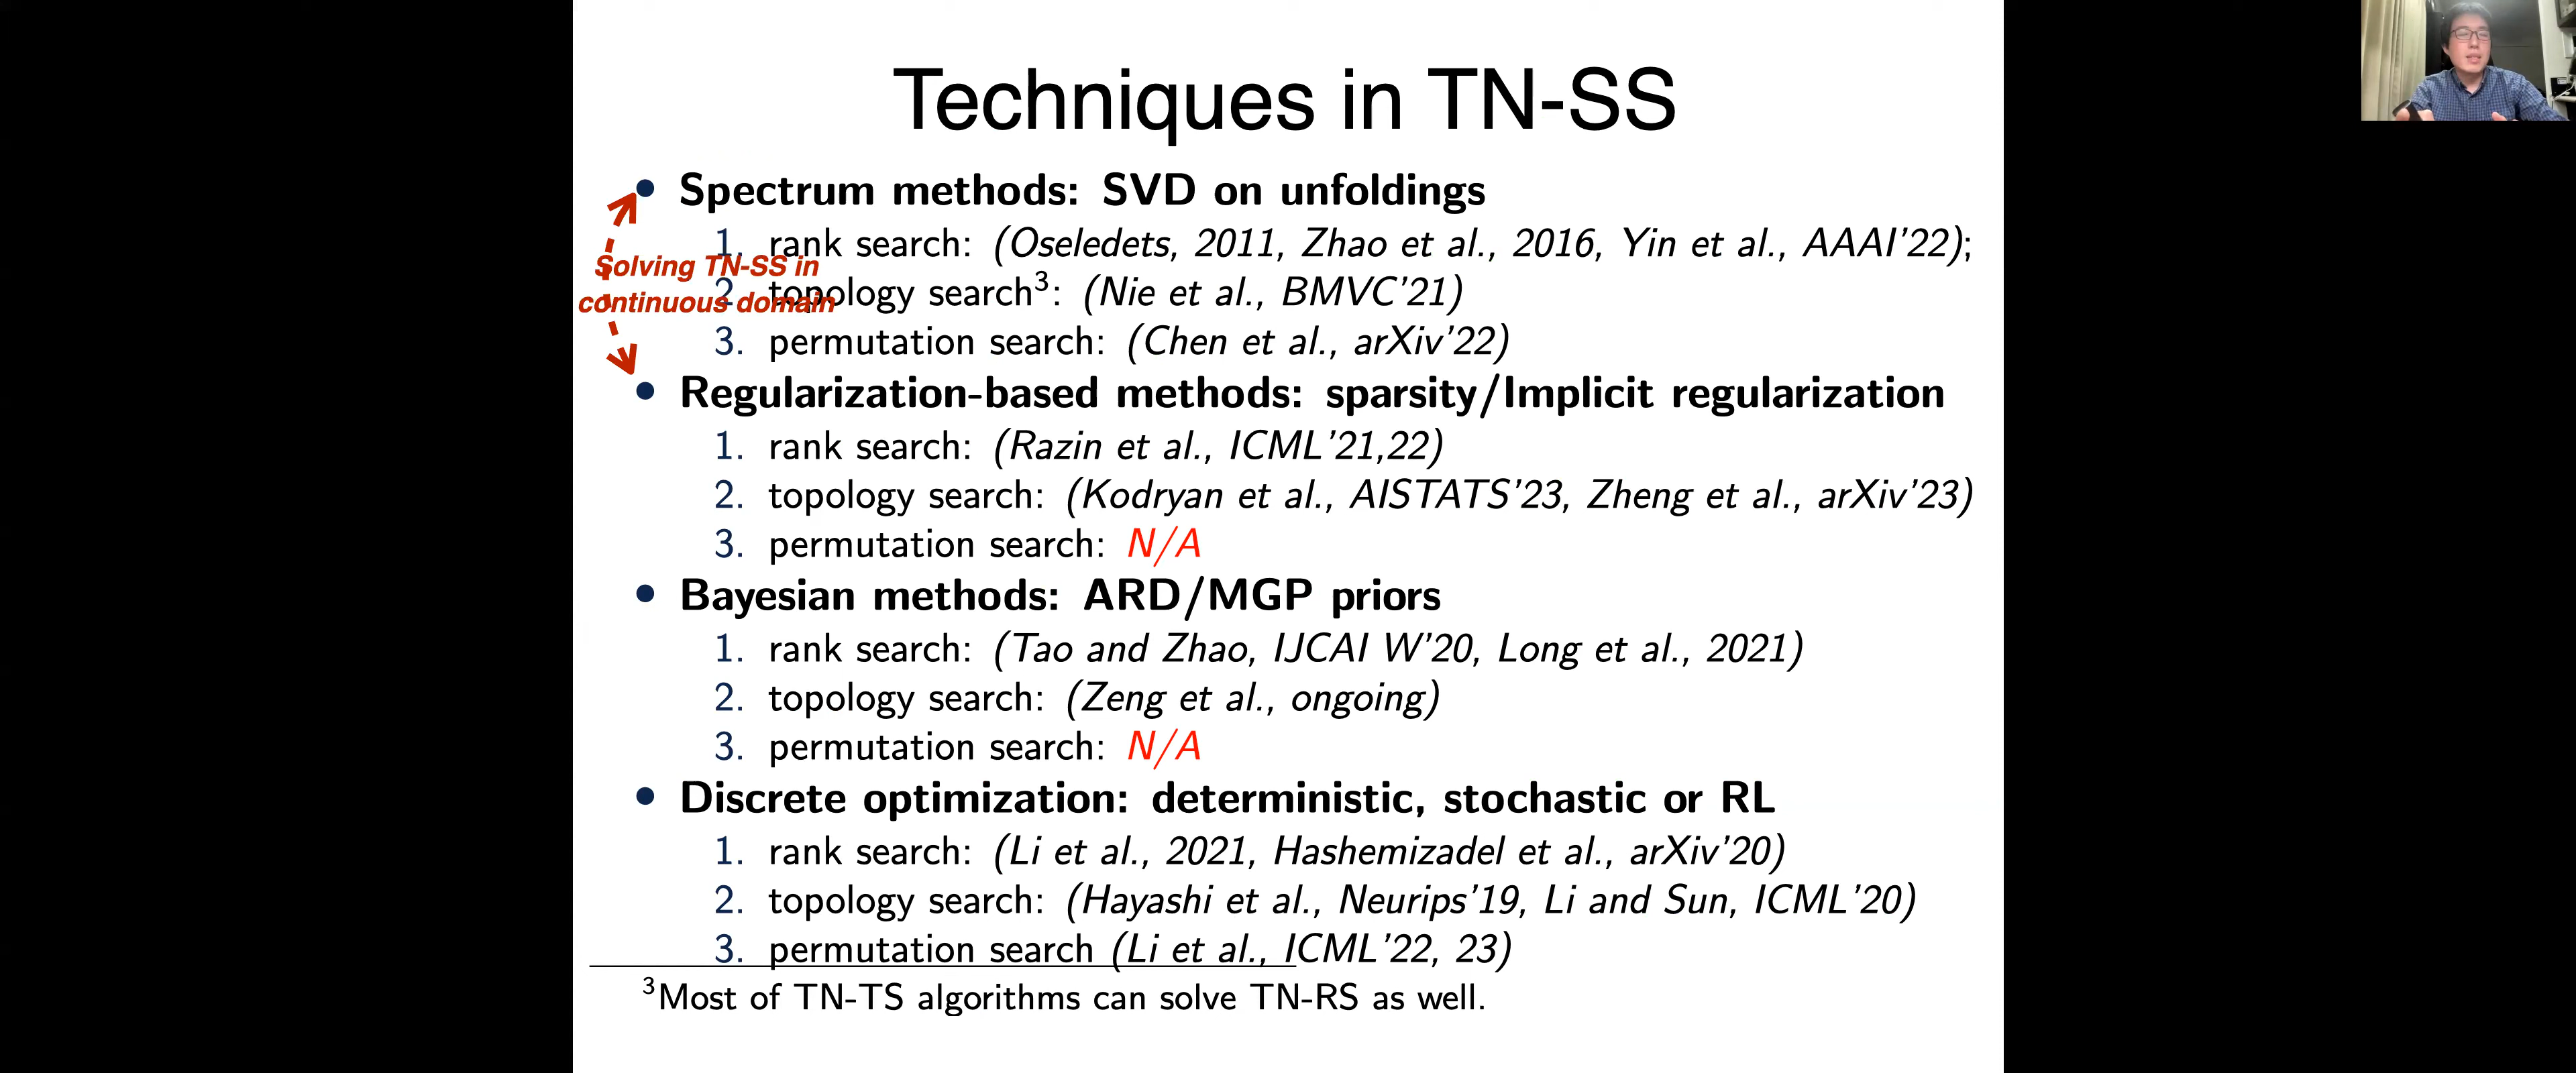 Techniques in TN-SS
• Spectrum methods: SVD on unfoldings
1. rank search: (Oseledets, 2011, Zhao et al., 2016, Yin et al., AAAI'22);
Solving TN-SS in
2. topology search³: (Nie et al., BMVC'21)
continuous domain
3. permutation search: (Chen et al., arXiv'22)
• Regularization-based methods: sparsity/Implicit regularization
1. rank search: (Razin et al., ICML'21,22)
2. topology search: (Kodryan et al., AISTATS'23, Zheng et al., arXiv'23)
3. permutation search: N/A
• Bayesian methods: ARD/MGP priors
1. rank search: (Tao and Zhao, IJCAI W'20, Long et al., 2021)
2. topology search: (Zeng et al., ongoing)
3. permutation search: N/A
• Discrete optimization: deterministic, stochastic or RL
1. rank search: (Li et al., 2021, Hashemizadel et al., arXiv'20)
2. topology search: (Hayashi et al., Neurips'19, Li and Sun, ICML'20)
3. permutation search (Li et al., ICML'22, 23)
³Most of TN-TS algorithms can solve TN-RS as well.